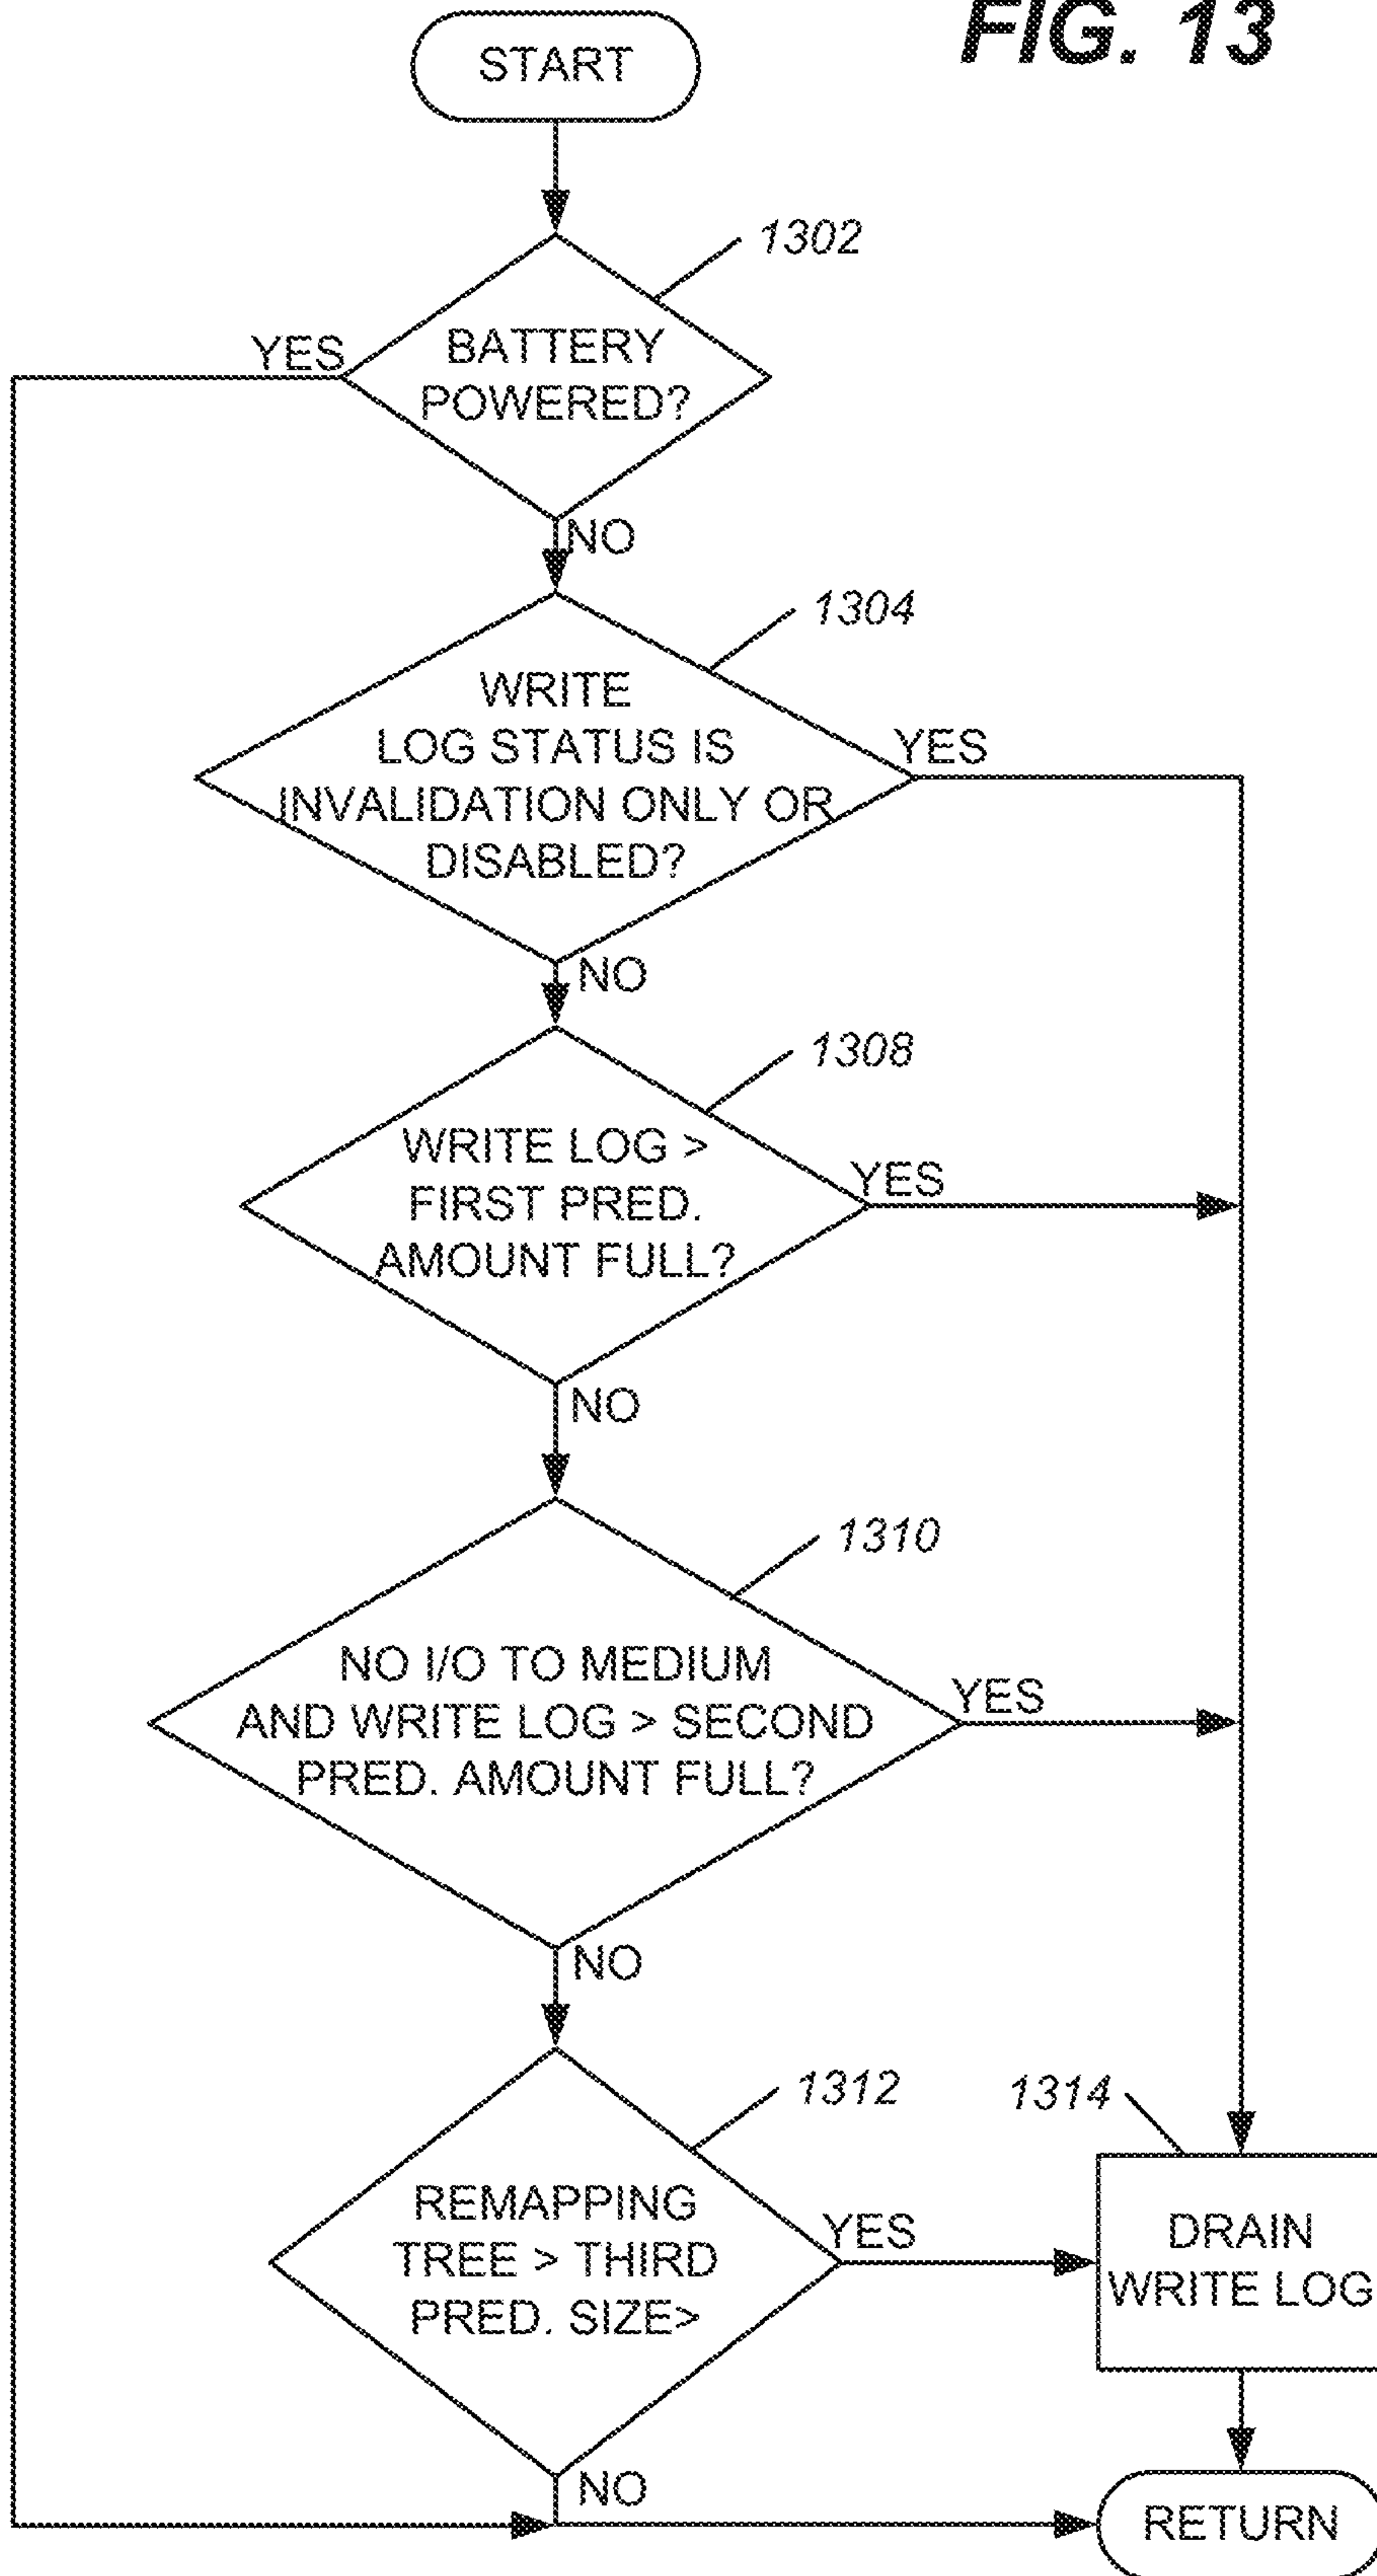 FIG. 13
START
1302
BATTERY
POWERED?
YES
NO
1304
WRITE
LOG STATUS IS
INVALIDATION ONLY OR
DISABLED?
YES
NO
1308
WRITE LOG >
FIRST PRED.
AMOUNT FULL?
YES
NO
1310
NO I/O TO MEDIUM
AND WRITE LOG > SECOND
PRED. AMOUNT FULL?
YES
NO
1312
REMAPPING
TREE > THIRD
PRED. SIZE>
YES
NO
1314
DRAIN
WRITE LOG
RETURN